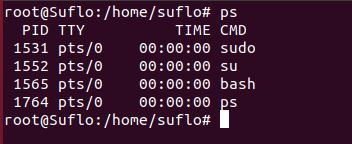 root@Suflo:/home/suflo# ps
  PID TTY          TIME CMD
 1531 pts/0    00:00:00 sudo
 1552 pts/0    00:00:00 su
 1565 pts/0    00:00:00 bash
 1764 pts/0    00:00:00 ps
root@Suflo:/home/suflo#